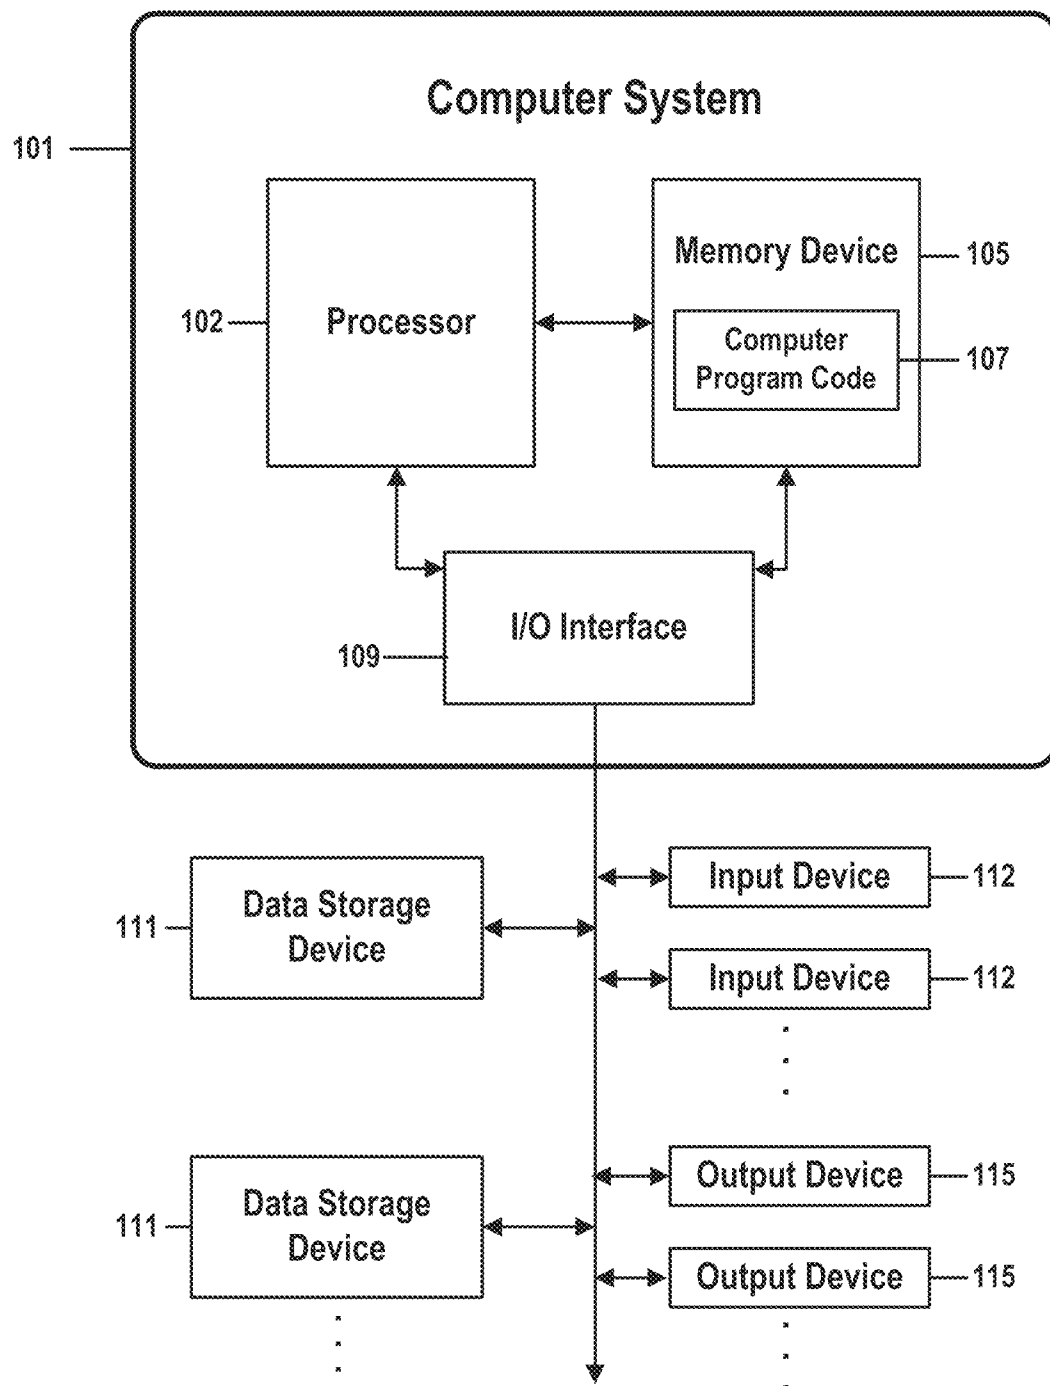 Computer System
101
Memory Device
105
102
Processor
Computer
Program Code
107
I/O Interface
109
Input Device
112
Data Storage
Device
111
Input Device
112
Output Device
115
Data Storage
Device
111
Output Device
115